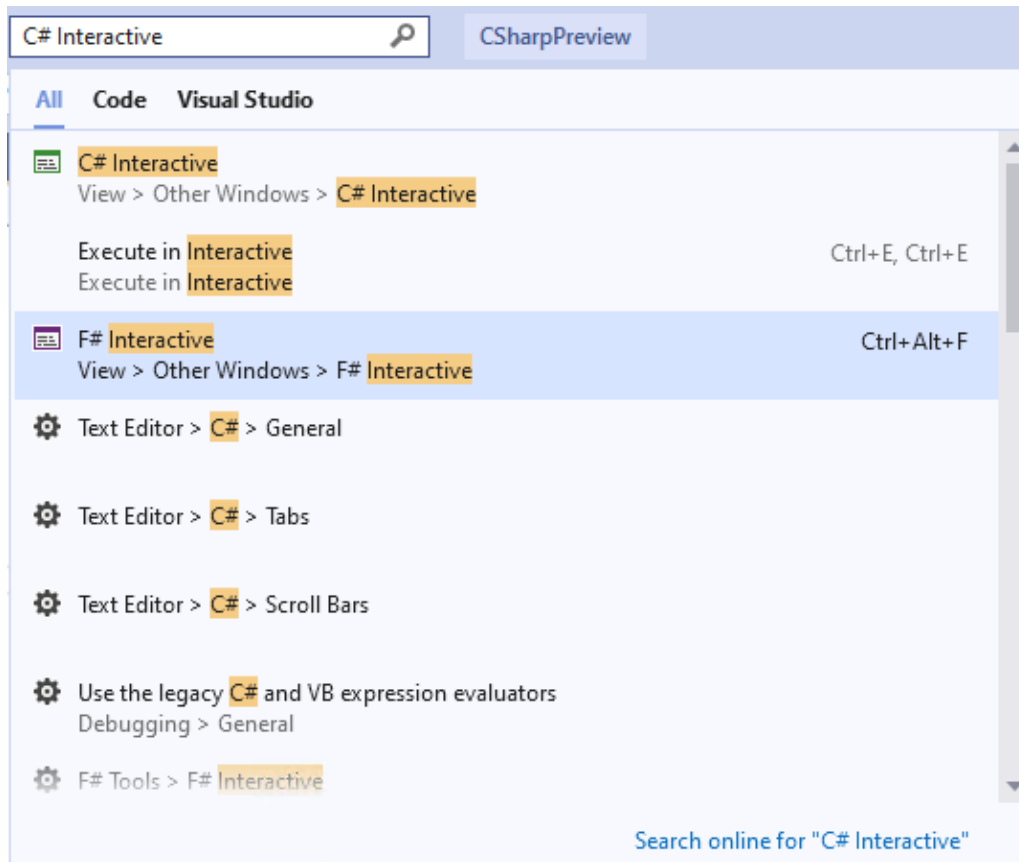 C# Interactive
CSharpPreview
All Code Visual Studio
C# Interactive
View > Other Windows > C# Interactive
Execute in Interactive Ctrl+E, Ctrl+E
Execute in Interactive
F# Interactive Ctrl+Alt+F
View > Other Windows > F# Interactive
Text Editor > C# > General
Text Editor > C# > Tabs
Text Editor > C# > Scroll Bars
Use the legacy C# and VB expression evaluators
Debugging > General
F# Tools > F# Interactive
Search online for "C# Interactive"